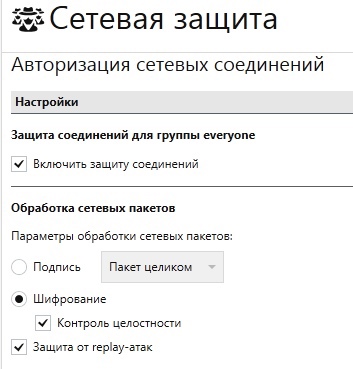 Сетевая защита
Авторизация сетевых соединений
Настройки
Защита соединений для группы everyone
Включить защиту соединений
Обработка сетевых пакетов
Параметры обработки сетевых пакетов:
Подпись Пакет целиком
Шифрование
Контроль целостности
Защита от replay-атак